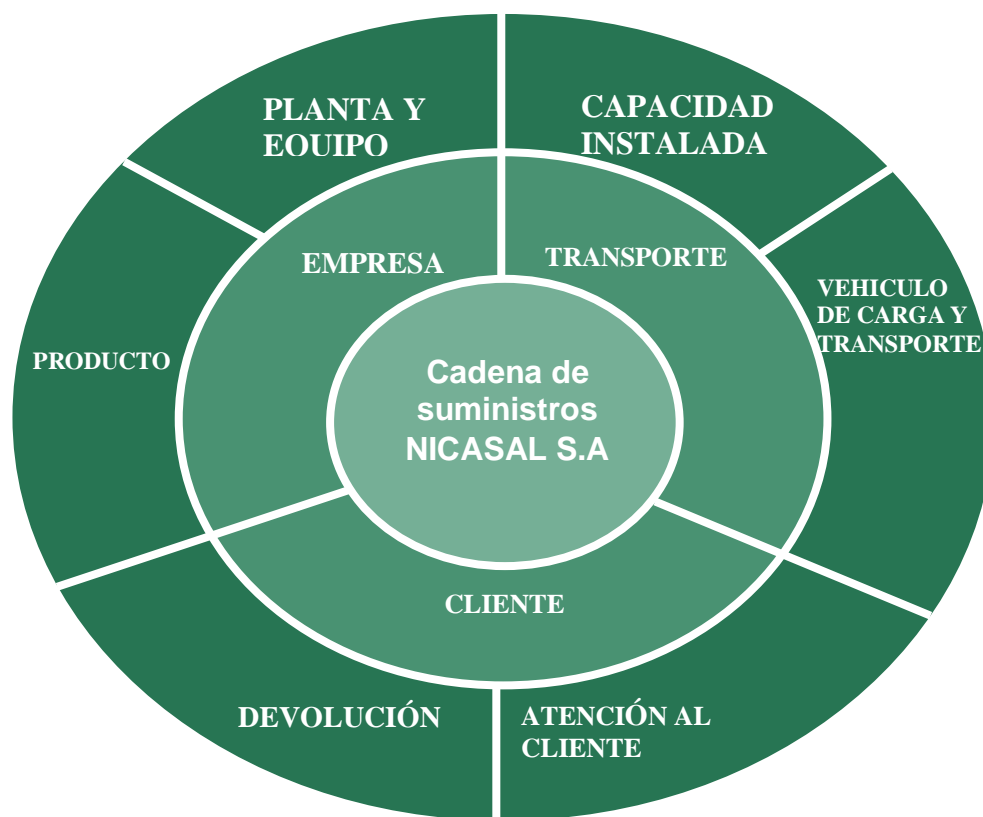 PLANTA Y
EQUIPO
CAPACIDAD
INSTALADA
EMPRESA
TRANSPORTE
VEHICULO
DE CARGA Y
TRANSPORTE
PRODUCTO
Cadena de
suministros
NICASAL S.A
CLIENTE
DEVOLUCIÓN
ATENCIÓN AL
CLIENTE